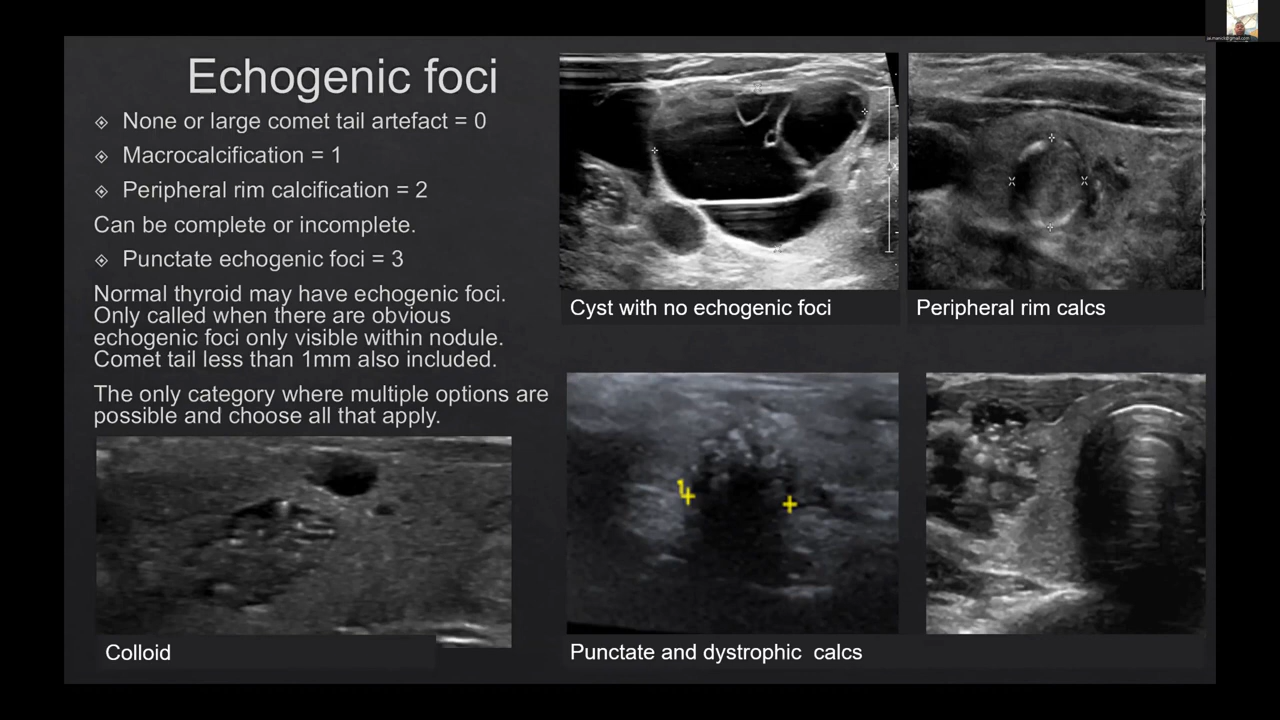 Echogenic foci
None or large comet tail artefact = 0
Macrocalcification = 1
Peripheral rim calcification = 2
Can be complete or incomplete.
Punctate echogenic foci = 3
Normal thyroid may have echogenic foci.
Only called when there are obvious
echogenic foci only visible within nodule.
Comet tail less than 1mm also included.
The only category where multiple options are
possible and choose all that apply.
Cyst with no echogenic foci
Peripheral rim calcs
1
Colloid
Punctate and dystrophic calcs